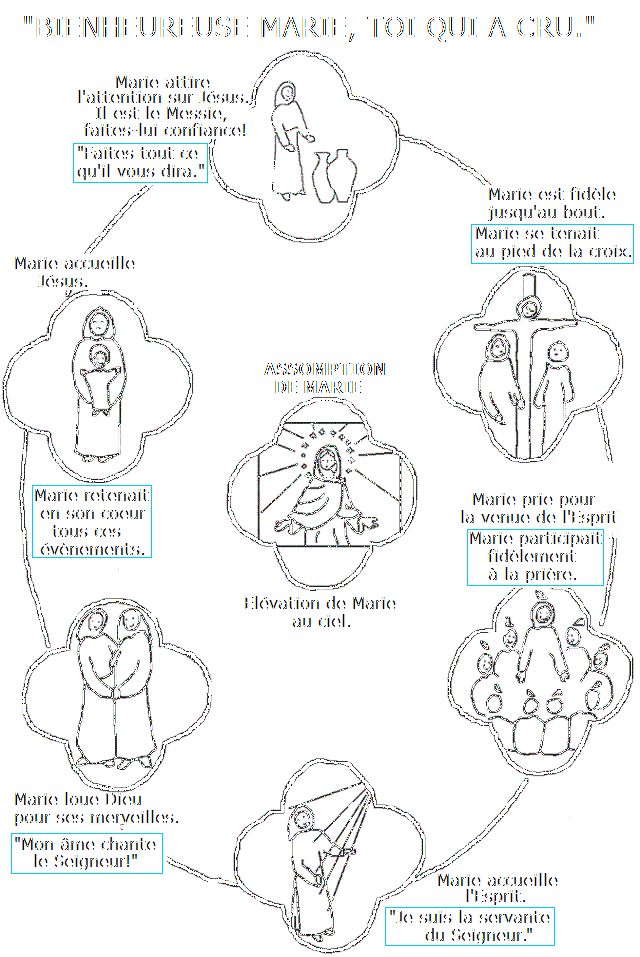 "BIENHEUREUSE MARIE, TOI QUI A CRU."
Marie attire
l'attention sur Jésus.
Il est le Messie,
faites-lui confiance!
"Faites tout ce
qu'il vous dira."
Marie est fidèle
jusqu'au bout.
Marie se tenait
au pied de la croix.
Marie accueille
Jésus.
Marie retenait
en son coeur
tous ces
évènements.
ASSOMPTION
DE MARIE
Elévation de Marie
au ciel.
Marie prie pour
la venue de l'Esprit
Marie participait
fidèlement
à la prière.
Marie loue Dieu
pour ses merveilles.
"Mon âme chante
le Seigneur!"
Marie accueille
l'Esprit.
"Je suis la servante
du Seigneur."